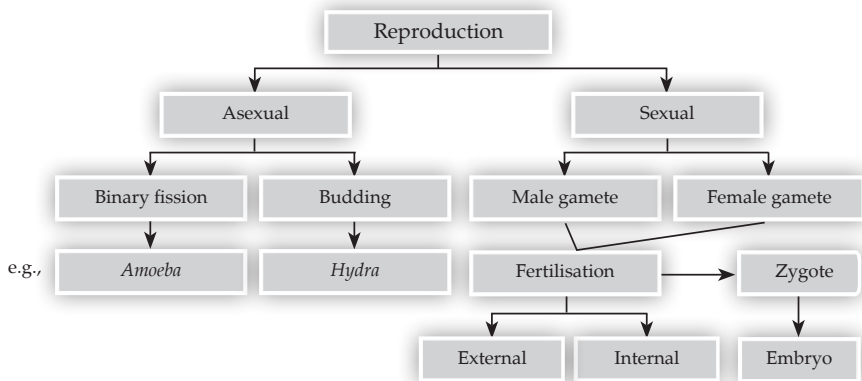 Reproduction
Asexual
Sexual
Binary fission
Budding
Male gamete
Female gamete
e.g.,
Amoeba
Hydra
Fertilisation
Zygote
External
Internal
Embryo